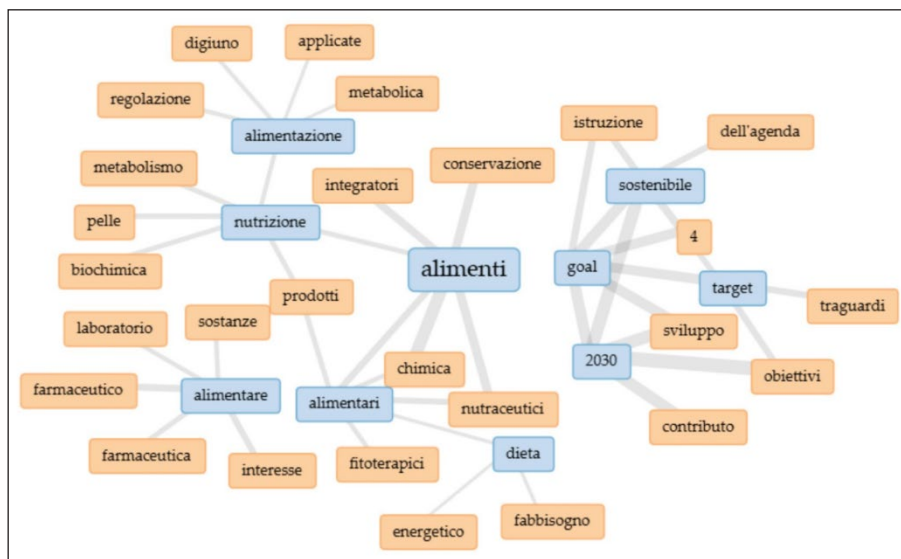 digiuno
applicate
regolazione
metabolica
alimentazione
istruzione
dell'agenda
metabolismo
integratori
conservazione
sostenibile
pelle
nutrizione
4
biochimica
alimenti
goal
target
prodotti
traguardi
laboratorio
sostanze
sviluppo
chimica
2030
farmaceutico
alimentare
alimentari
nutraceutici
obiettivi
contributo
farmaceutica
interesse
fitoterapici
dieta
energetico
fabbisogno